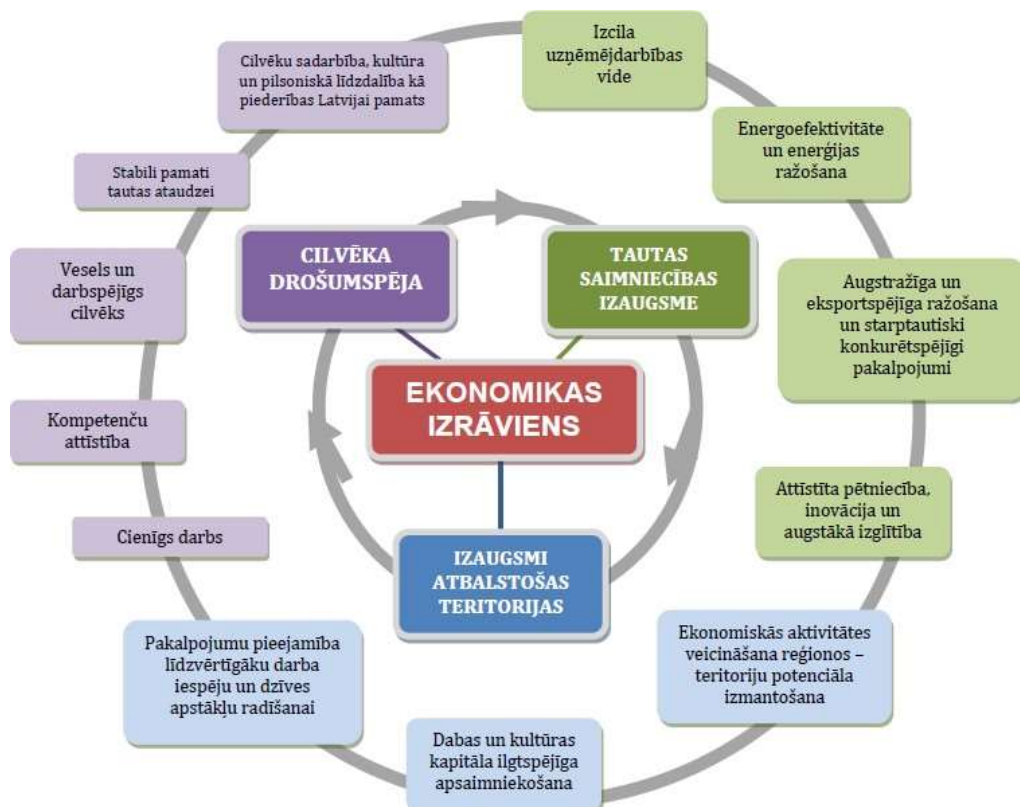 Izcila
uzņēmējdarbības
vide
Cilvēku sadarbība, kultūra
un pilsoniskā līdzdalība kā
piederības Latvijai pamats
Energoefektivitāte
un enerģijas
ražošana
Stabili pamati
tautas ataudzei
CILVĒKA
DROŠUMSPĒJA
TAUTAS
SAIMNIECĪBAS
IZAUGSME
Vesels un
darbspējīgs
cilvēks
Augstražīga un
eksportspējīga ražošana
un starptautiski
konkurētspējīgi
pakalpojumi
EKONOMIKAS
IZRĀVIENS
Kompetenču
attīstība
Attīstīta pētniecība,
inovācija un
augstākā izglītība
Cienīgs darbs
IZAUGSMI
ATBALSTOŠAS
TERITORIJAS
Pakalpojumu pieejamība
līdzvērtīgāku darba
iespēju un dzīves
apstākļu radīšanai
Ekonomiskās aktivitātes
veicināšana reģionos –
teritoriju potenciāla
izmantošana
Dabas un kultūras
kapitāla ilgtspējīga
apsaimniekošana